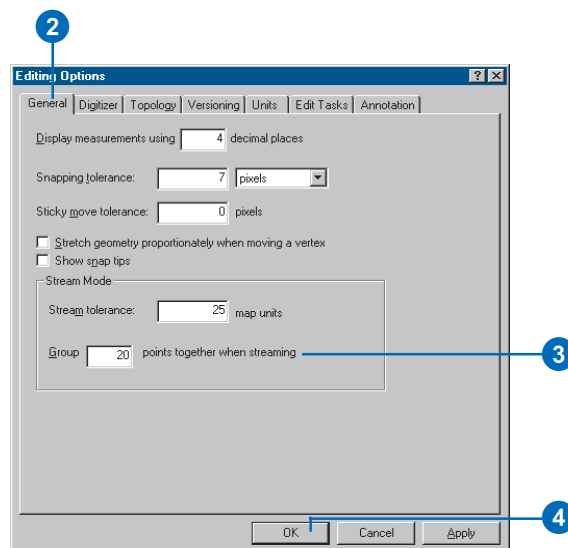 2
Editing Options
General Digitizer Topology Versioning Units Edit Tasks Annotation
Display measurements using 4 decimal places
Snapping tolerance: 7 pixels
Sticky move tolerance: 0 pixels
Stretch geometry proportionately when moving a vertex
Show snap tips
Stream Mode
Stream tolerance: 25 map units
Group 20 points together when streaming
3
OK Cancel Apply
4